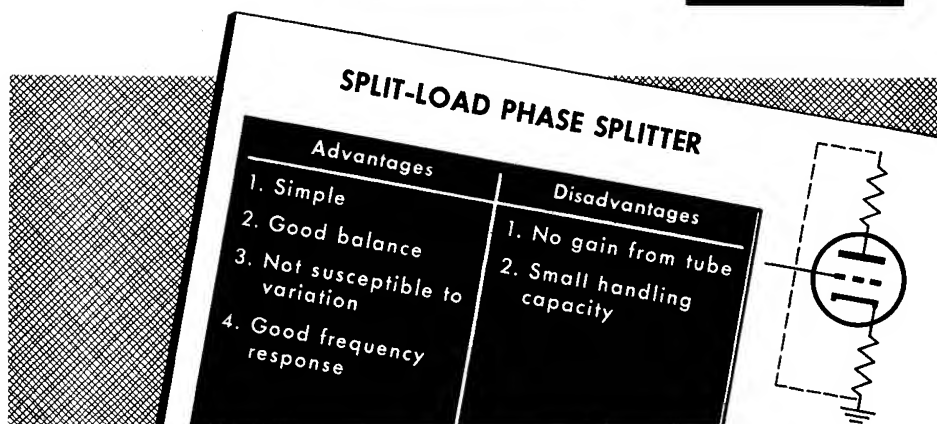 SPLIT-LOAD PHASE SPLITTER
Advantages
1. Simple
2. Good balance
3. Not susceptible to
variation
4. Good frequency
response
Disadvantages
1. No gain from tube
2. Small handling
capacity